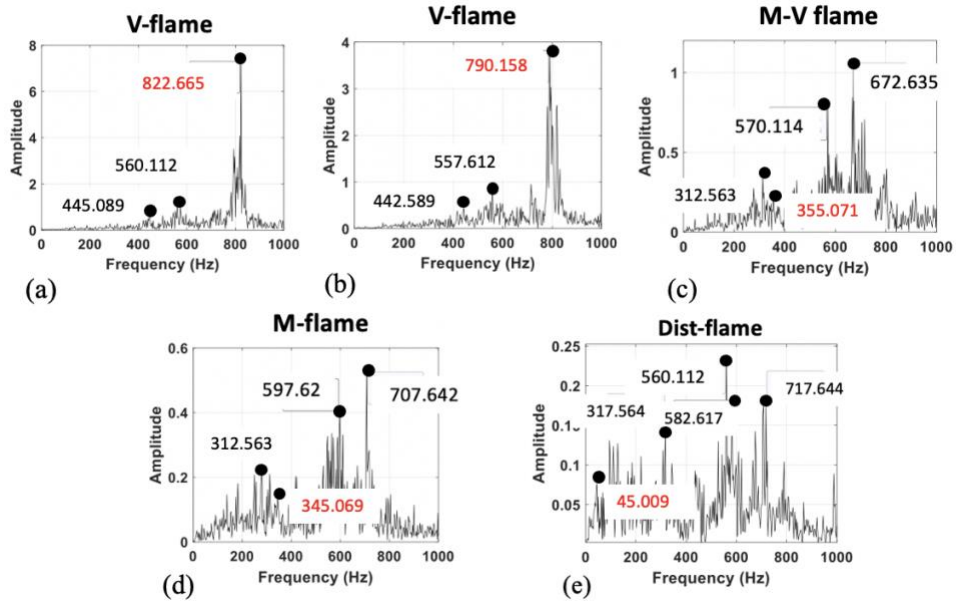 V-flame
8
6
4
2
0
Amplitude
822.665
560.112
445.089
0 200 400 600 800 1000
Frequency (Hz)
(a)
V-flame
4
3
2
1
0
Amplitude
790.158
557.612
442.589
0 200 400 600 800 1000
Frequency (Hz)
(b)
M-V flame
1
0.5
0
Amplitude
672.635
570.114
312.563
355.071
0 200 400 600 800 1000
Frequency (Hz)
(c)
M-flame
0.6
0.4
0.2
0
Amplitude
597.62
707.642
312.563
345.069
0 200 400 600 800 1000
Frequency (Hz)
(d)
Dist-flame
0.25
0.2
0.1
0.05
Amplitude
560.112
717.644
317.564
582.617
45.009
0 200 400 600 800 1000
Frequency (Hz)
(e)